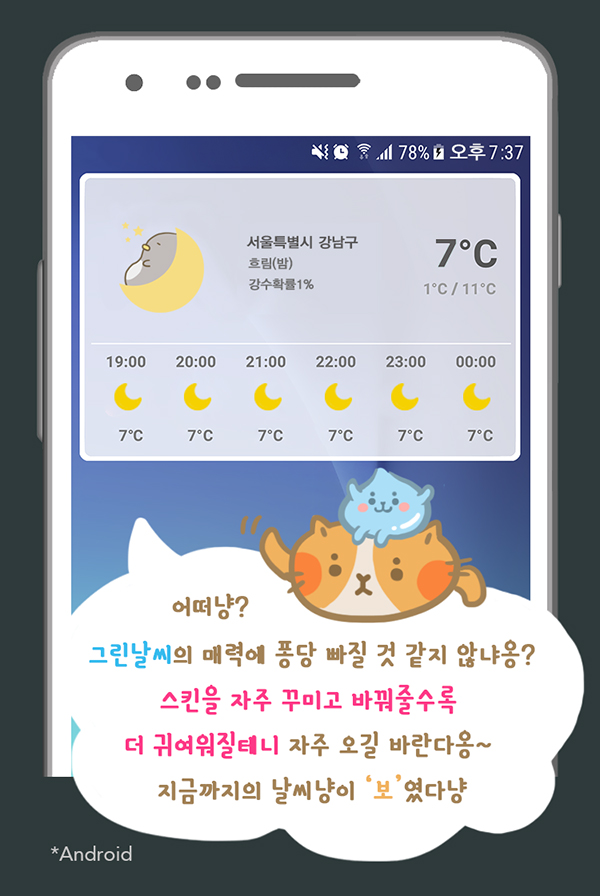 78% 오후 7:37
서울특별시 강남구
흐림(밤)
강수확률1%
7°C
1°C / 11°C
19:00 20:00 21:00 22:00 23:00 00:00
7°C 7°C 7°C 7°C 7°C 7°C
어떠냥?
그린날씨의 매력에 퐁당 빠질 것 같지 않냐옹?
스킨을 자주 꾸미고 바꿔줄수록
더 귀여워질테니 자주 오길 바란다옹~
지금까지의 날씨냥이 ‘보’였다냥
*Android